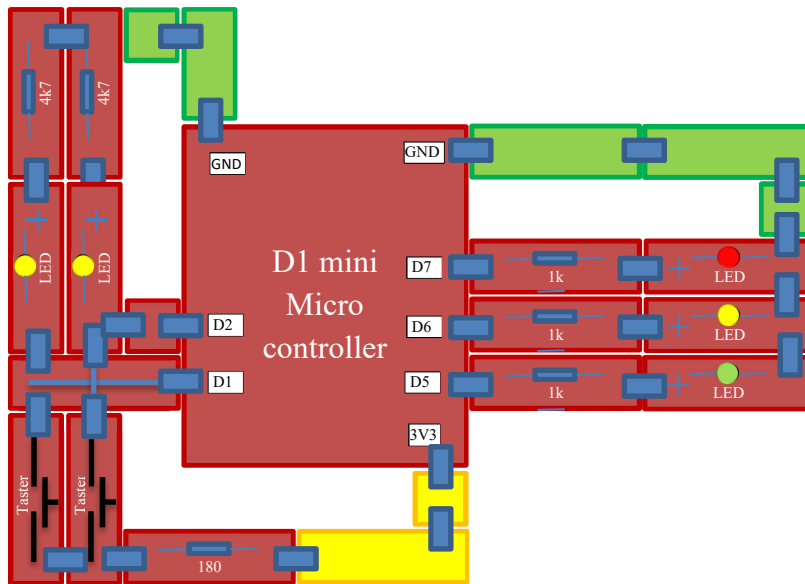 4k7
4k7
GND
GND
D1 mini
Micro
controller
D7
1k
LED
LED
LED
D6
1k
LED
D2
D1
D5
1k
LED
3V3
Taster
Taster
180